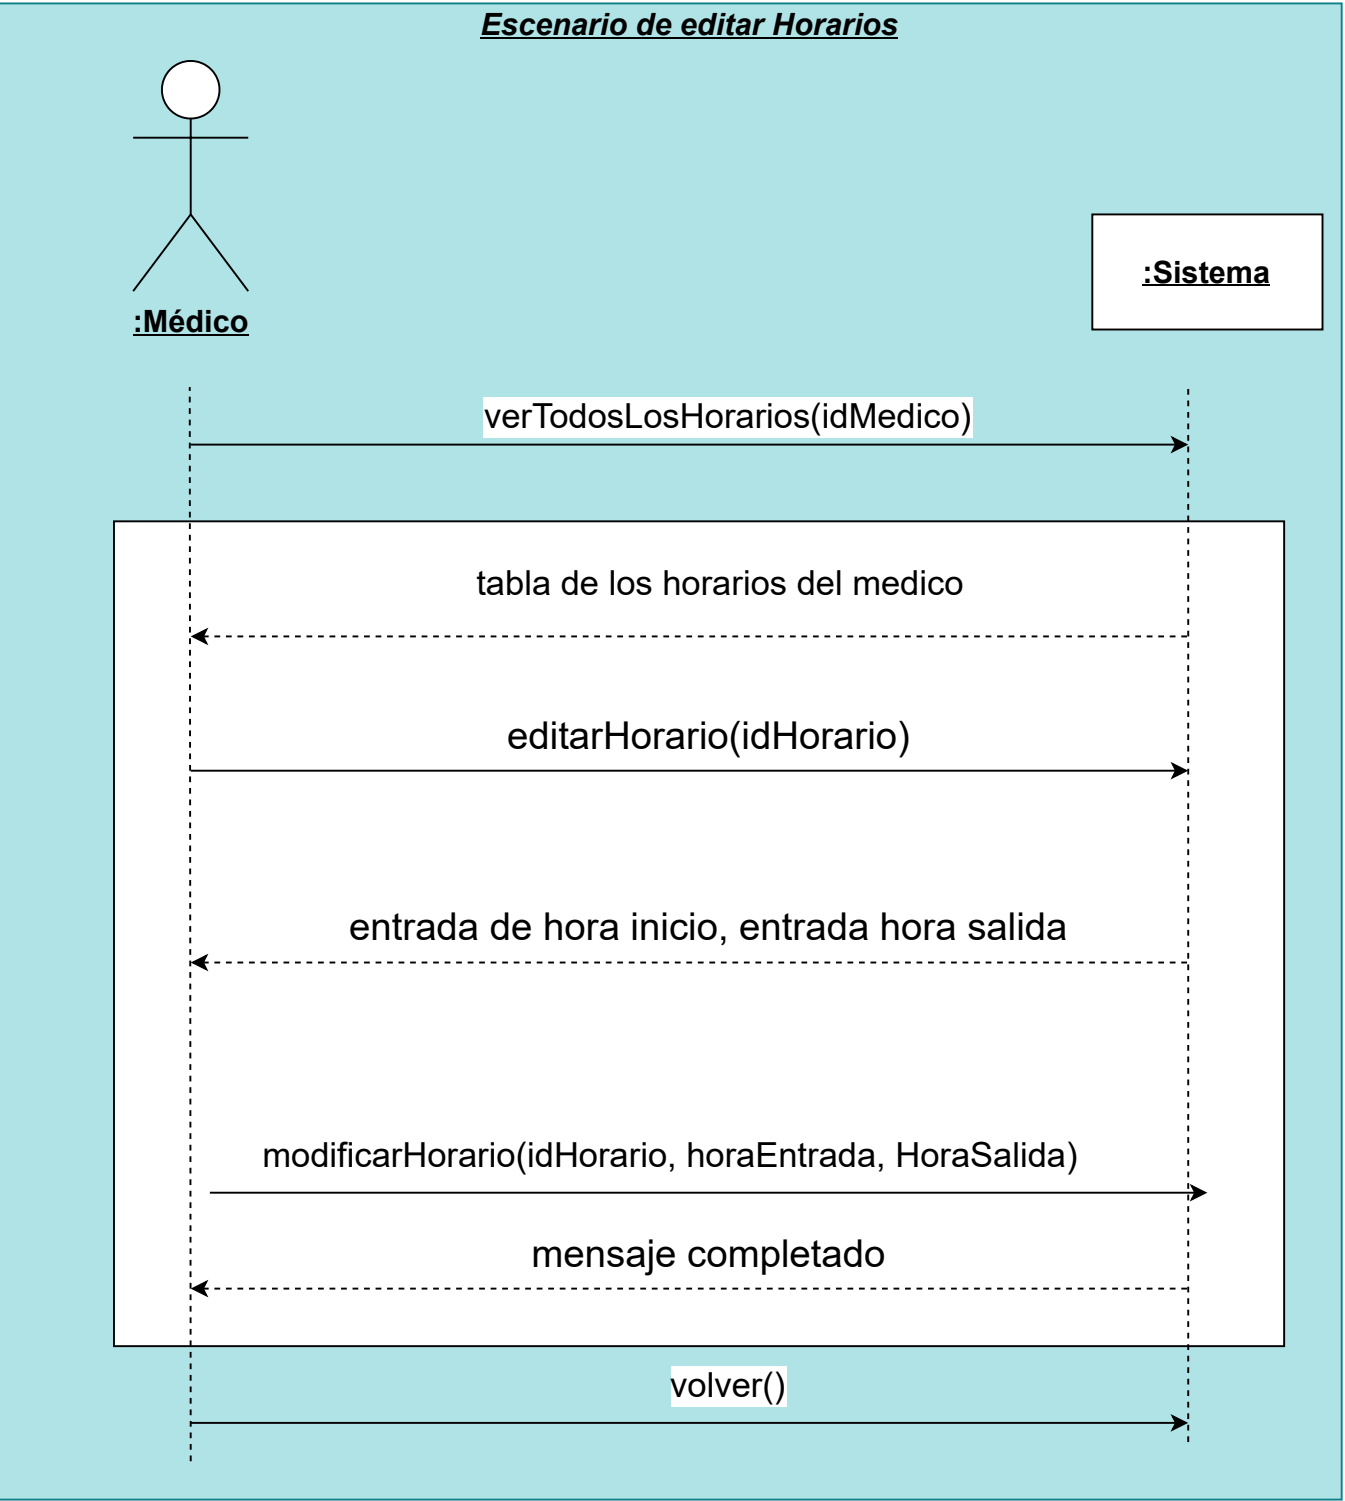 Escenario de editar Horarios
:Sistema
:Médico
verTodosLosHorarios(idMedico)
tabla de los horarios del medico
editarHorario(idHorario)
entrada de hora inicio, entrada hora salida
modificarHorario(idHorario, horaEntrada, HoraSalida)
mensaje completado
volver()